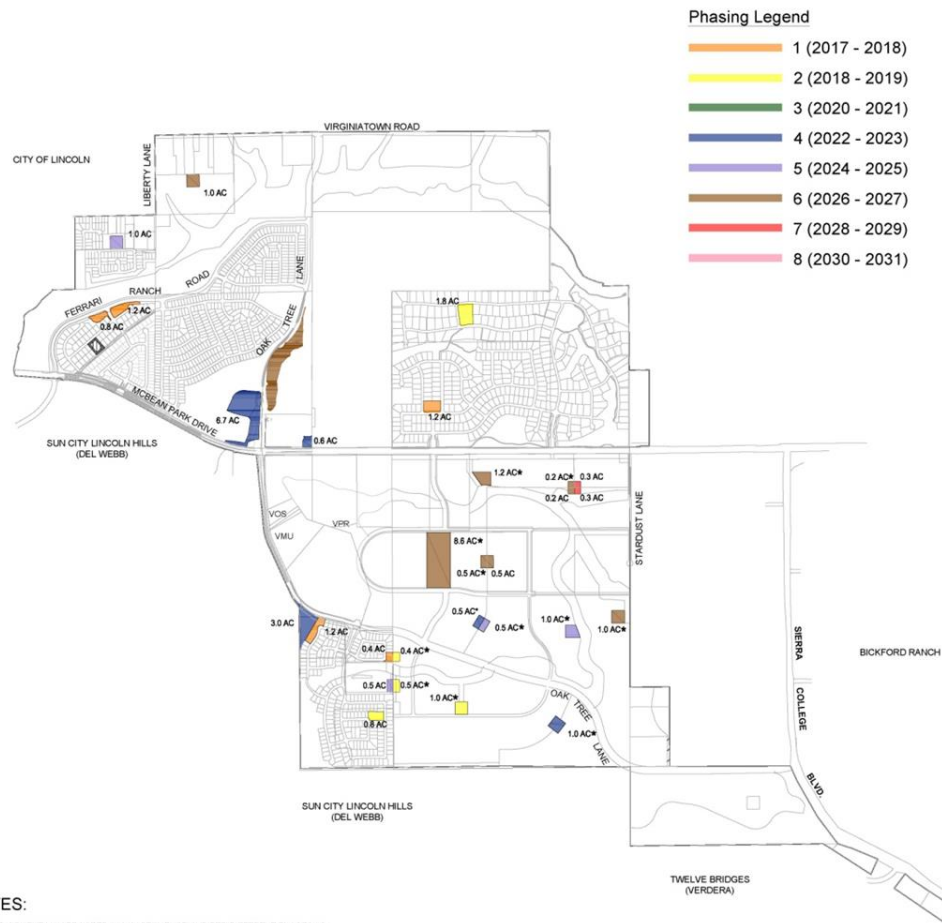 Phasing Legend
1 (2017 - 2018)
2 (2018 - 2019)
3 (2020 - 2021)
4 (2022 - 2023)
5 (2024 - 2025)
6 (2026 - 2027)
7 (2028 - 2029)
8 (2030 - 2031)
VIRGINIATOWN ROAD
CITY OF LINCOLN
LIBERTY LANE
1.0 AC
1.0 AC
FERRARI RANCH ROAD
1.2 AC
0.8 AC
OAK TREE LANE
1.8 AC
1.2 AC
MCBEAN PARK DRIVE
6.7 AC
0.6 AC
SUN CITY LINCOLN HILLS
(DEL WEBB)
1.2 AC★
0.2 AC★ 0.3 AC
0.2 AC 0.3 AC
STARDUST LANE
VOS
VPR
VMU
8.6 AC★
0.5 AC★ 0.5 AC
0.5 AC*
0.5 AC★
1.0 AC★
1.0 AC★
3.0 AC
1.2 AC
0.4 AC 0.4 AC★
0.5 AC 0.5 AC★
1.0 AC★
0.6 AC
OAK TREE LANE
1.0 AC★
SIERRA COLLEGE BLVD.
BICKFORD RANCH
SUN CITY LINCOLN HILLS
(DEL WEBB)
TWELVE BRIDGES
(VERDERA)
ES: